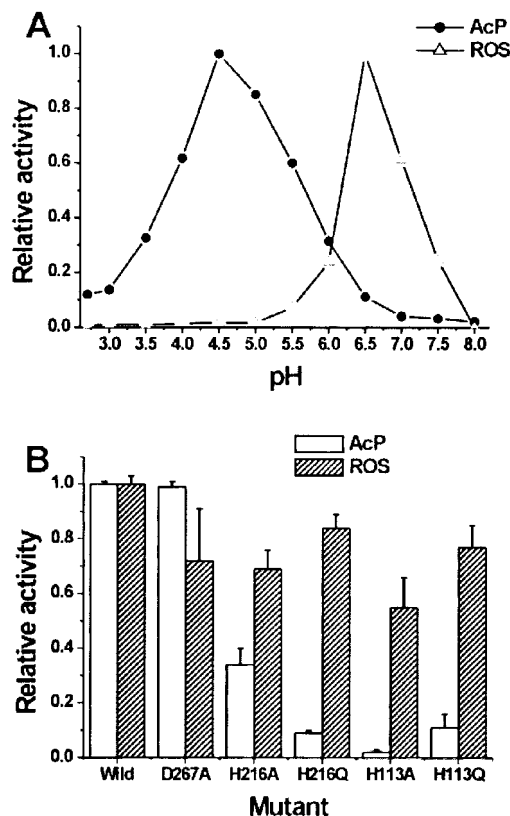 A
AcP
ROS
Relative activity
1.0
0.8
0.6
0.4
0.2
0.0
3.0 3.5 4.0 4.5 5.0 5.5 6.0 6.5 7.0 7.5 8.0
pH
B
AcP
ROS
Relative activity
1.0
0.8
0.6
0.4
0.2
0.0
Wild D267A H216A H216Q H113A H113Q
Mutant